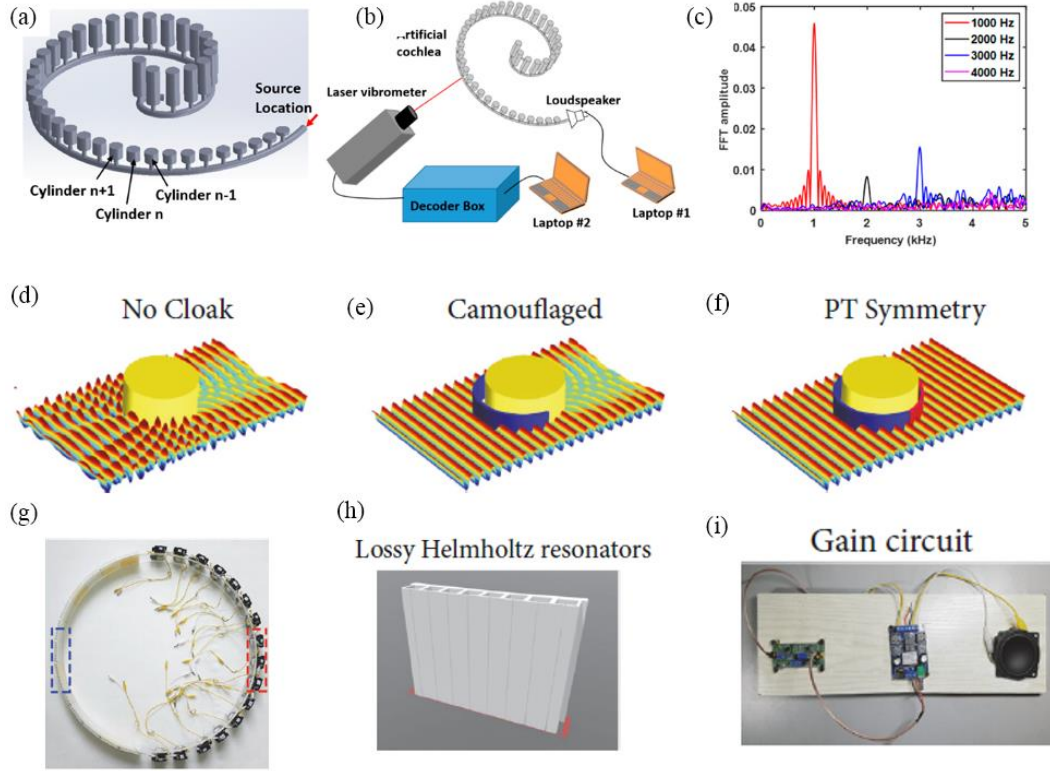 (a)
Source
Location
Cylinder n+1
Cylinder n
Cylinder n-1
(b)
cochlea
Laser vibrometer
Loudspeaker
Decoder Box
Laptop #2
Laptop #1
(c)
FFT amplitude
0.05
0.04
0.03
0.02
0.01
0
1000 Hz
2000 Hz
3000 Hz
4000 Hz
0 1 2 3 4 5
Frequency (kHz)
(d)
No Cloak
(e)
Camouflaged
(f)
PT Symmetry
(g)
(h)
Lossy Helmholtz resonators
(i)
Gain circuit